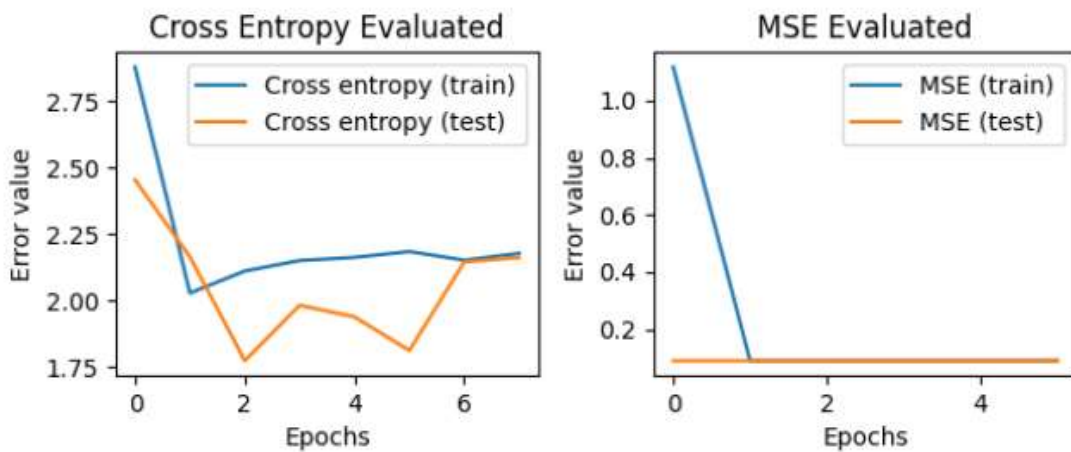 Cross Entropy Evaluated
Cross entropy (train)
Cross entropy (test)
Error value
2.75
2.50
2.25
2.00
1.75
0 2 4 6
Epochs
MSE Evaluated
MSE (train)
MSE (test)
Error value
1.0
0.8
0.6
0.4
0.2
0 2 4
Epochs